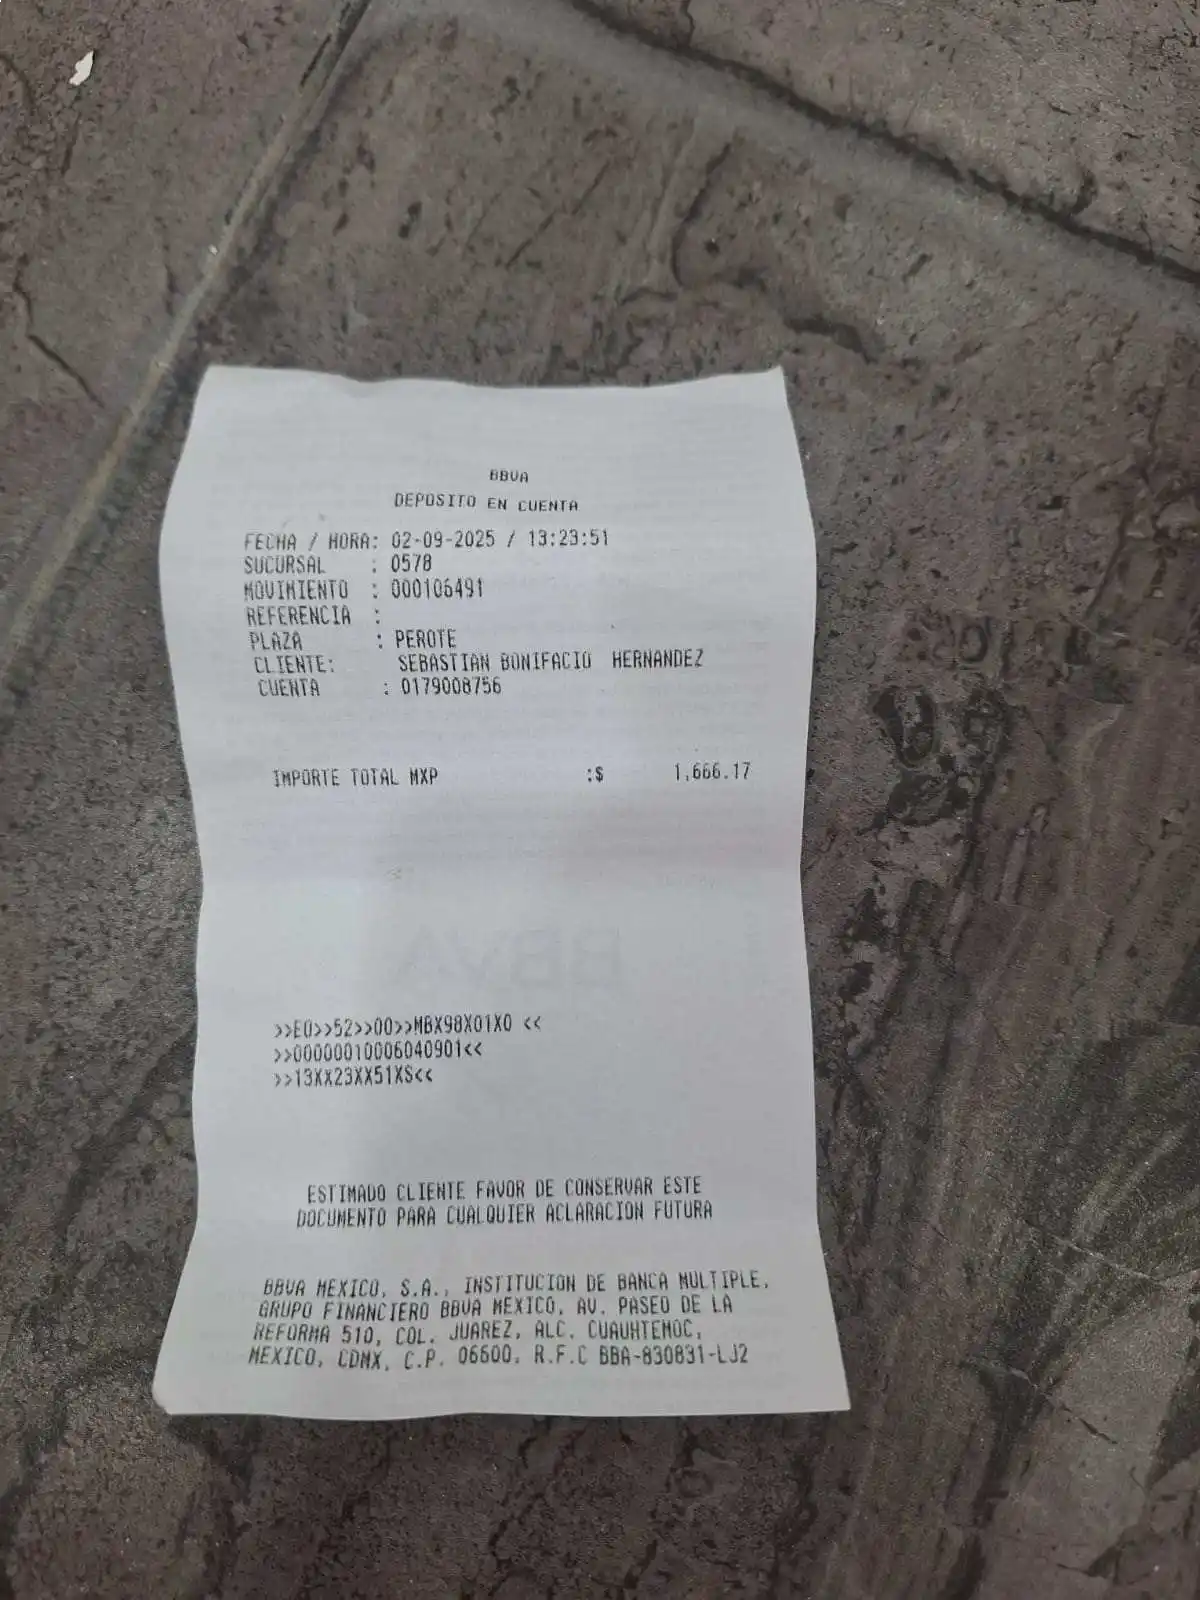 BBVA
DEPOSITO EN CUENTA
FECHA / HORA: 02-09-2025 / 13:23:51
SUCURSAL : 0578
MOVIMIENTO : 000106491
REFERENCIA :
PLAZA : PEROTE
CLIENTE: SEBASTIAN BONIFACIO HERNANDEZ
CUENTA : 0179008756
IMPORTE TOTAL MXP :$ 1,666.17
BBVA
>>E0>>52>>00>>MBX98X01X0 <<
>>00000010006040901<<
>>13XX23XX51XS<<
ESTIMADO CLIENTE FAVOR DE CONSERVAR ESTE
DOCUMENTO PARA CUALQUIER ACLARACION FUTURA
BBVA MEXICO, S.A., INSTITUCION DE BANCA MULTIPLE,
GRUPO FINANCIERO BBVA MEXICO, AV. PASEO DE LA
REFORMA 510, COL. JUAREZ, ALC. CUAUHTEMOC,
MEXICO, CDMX, C.P. 06600, R.F.C BBA-830831-LJ2